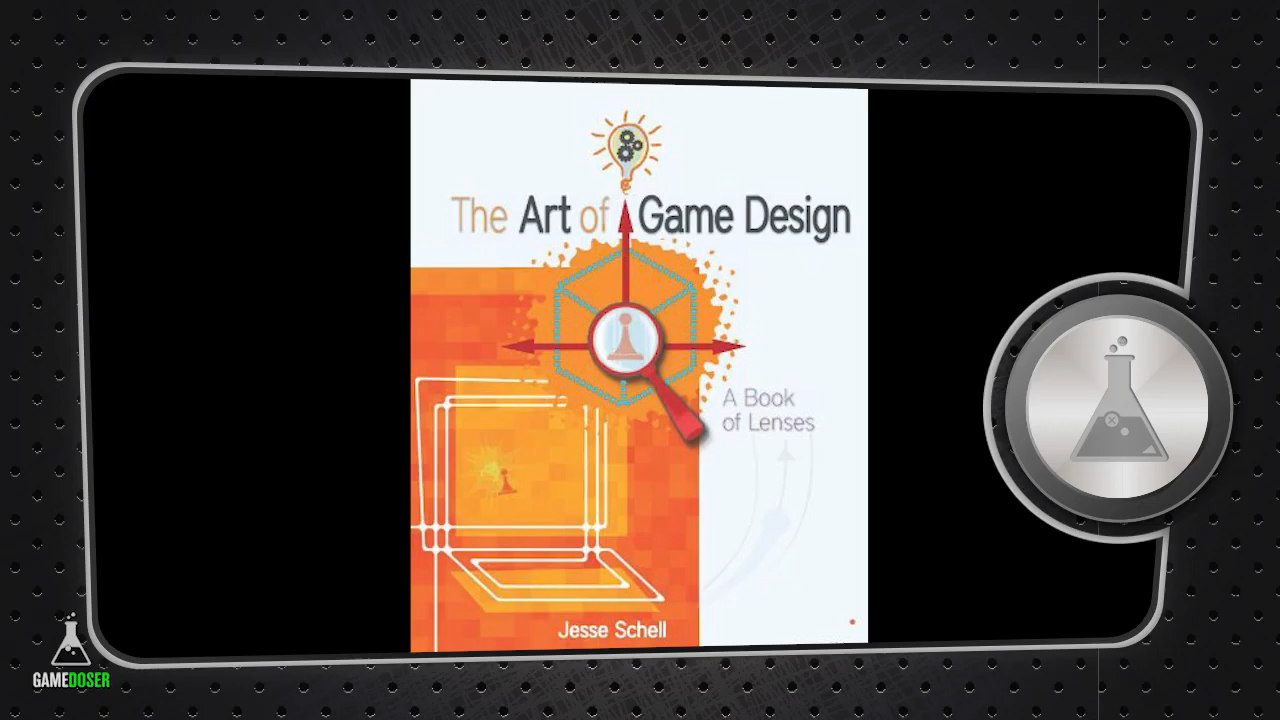 The Art of Game Design
A Book
of Lenses
Jesse Schell
GAMEDOSER